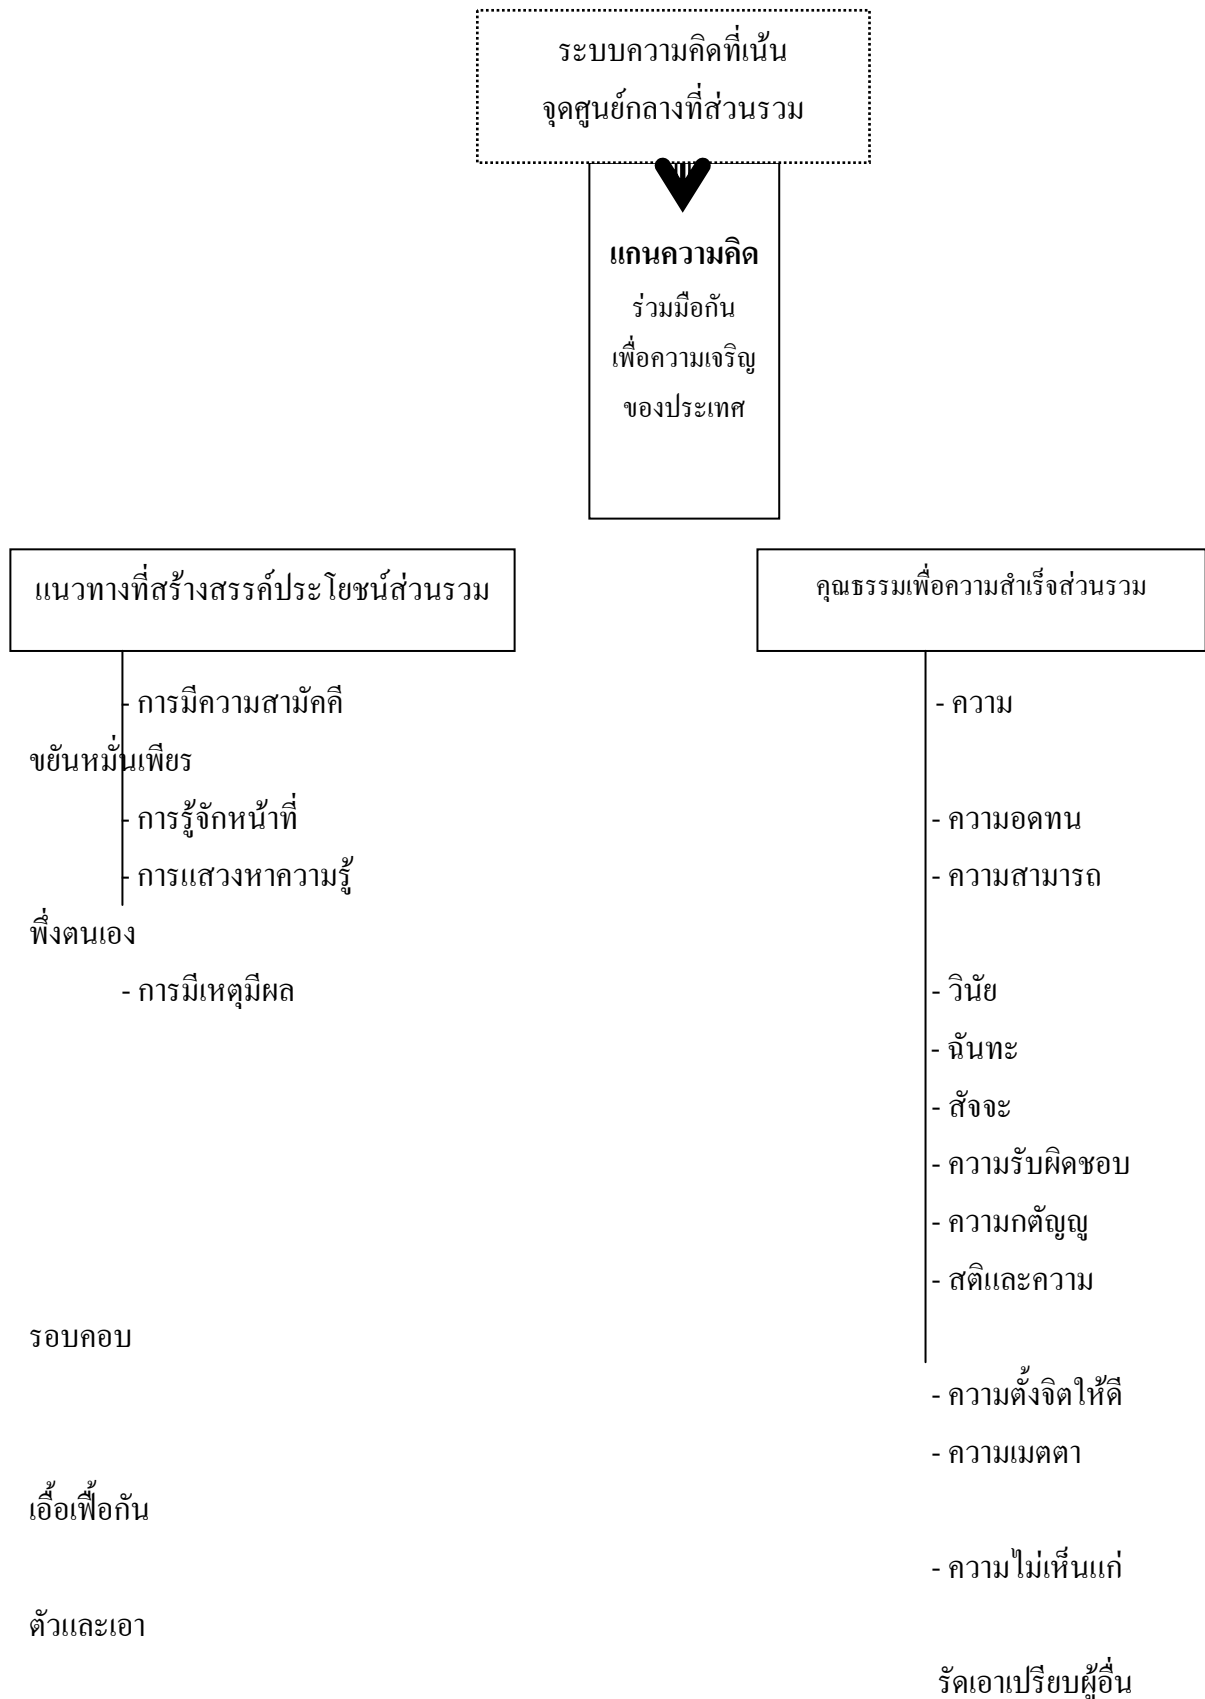 ระบบความคิดที่เน้น
จุดศูนย์กลางที่ส่วนรวม
แกนความคิด
ร่วมมือกัน
เพื่อความเจริญ
ของประเทศ
แนวทางที่สร้างสรรค์ประโยชน์ส่วนรวม
คุณธรรมเพื่อความสำเร็จส่วนรวม
- การมีความสามัคคี - ความ
ขยันหมั่นเพียร
- การรู้จักหน้าที่ - ความอดทน
- การแสวงหาความรู้ - ความสามารถ
พึ่งตนเอง
- การมีเหตุมีผล - วินัย
- ฉันทะ
- สัจจะ
- ความรับผิดชอบ
- ความกตัญญู
- สติและความ
รอบคอบ
- ความตั้งจิตให้ดี
- ความเมตตา
เอื้อเฟื้อกัน
- ความไม่เห็นแก่
ตัวและเอา
รัดเอาเปรียบผู้อื่น